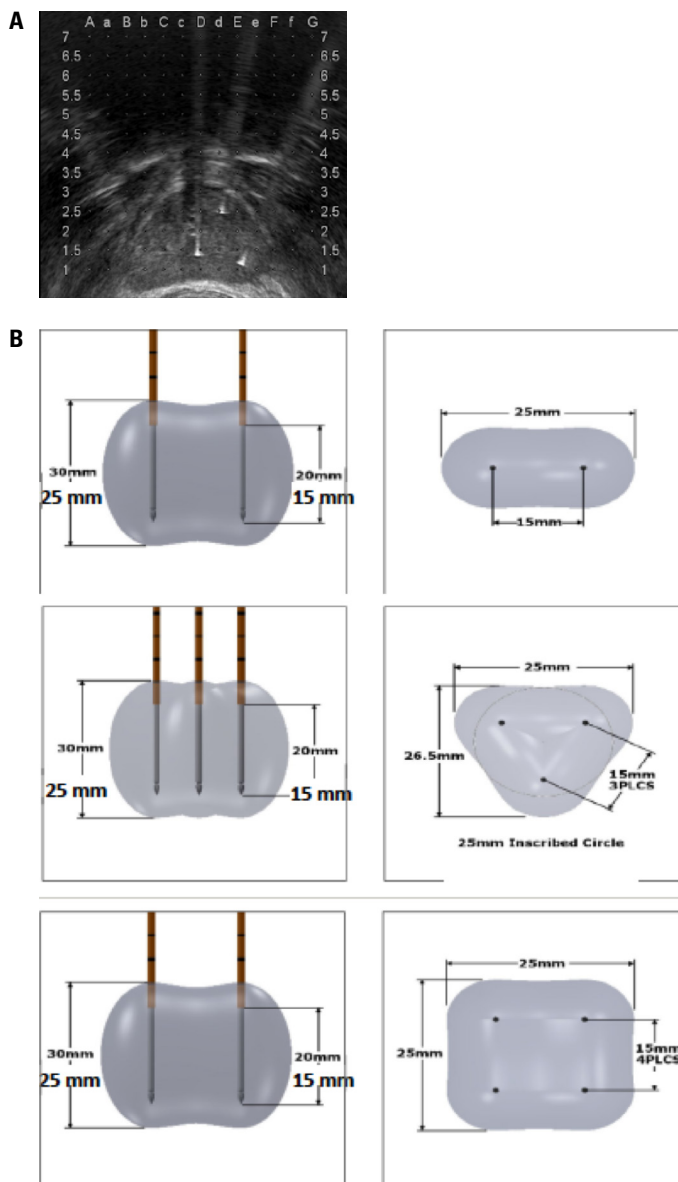 A
A a B b C c D d E e F f G
7 7
6.5 6.5
6 6
5.5 5.5
5 5
4.5 4.5
4 4
3.5 3.5
3 3
2.5 2.5
2 2
1.5 1.5
1 1
B
30mm
25 mm
20mm
15 mm
25mm
15mm
30mm
25 mm
20mm
15 mm
25mm
26.5mm
15mm
3PLCS
25mm Inscribed Circle
30mm
25 mm
20mm
15 mm
25mm
25mm
15mm
4PLCS